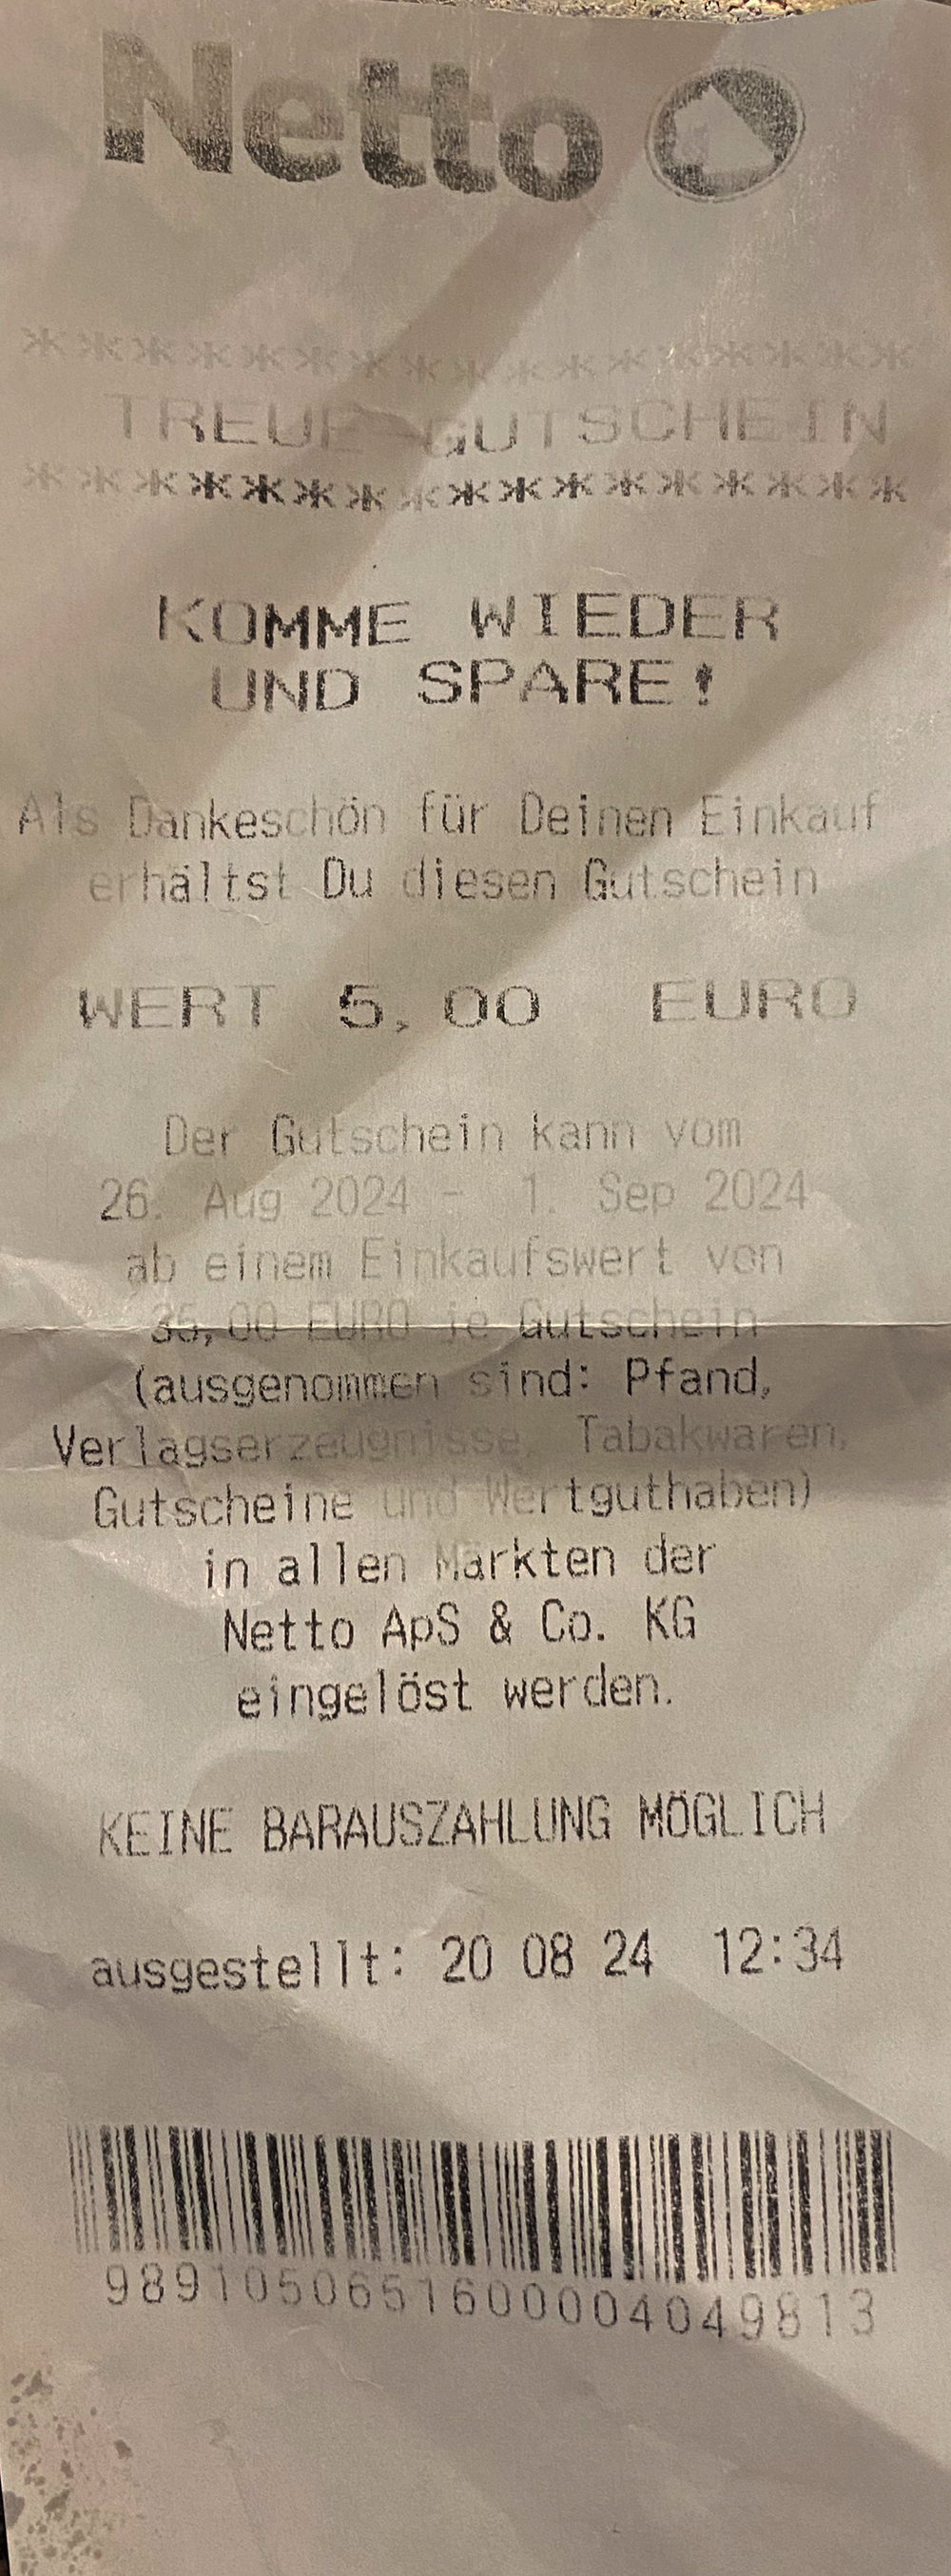 Netto
*****************
TREUE-GUTSCHEIN
*****************
KOMME WIEDER
UND SPARE!
Als Dankeschön für Deinen Einkauf
erhältst Du diesen Gutschein
WERT 5,00 EURO
Der Gutschein kann vom
26. Aug 2024 - 1. Sep 2024
ab einem Einkaufswert von
35,00 EURO je Gutschein
(ausgenommen sind: Pfand,
Verlagserzeugnisse, Tabakwaren,
Gutscheine und Wertguthaben)
in allen Märkten der
Netto ApS & Co. KG
eingelöst werden.
KEINE BARAUSZAHLUNG MÖGLICH
ausgestellt: 20 08 24 12:34
9891050651600004049813